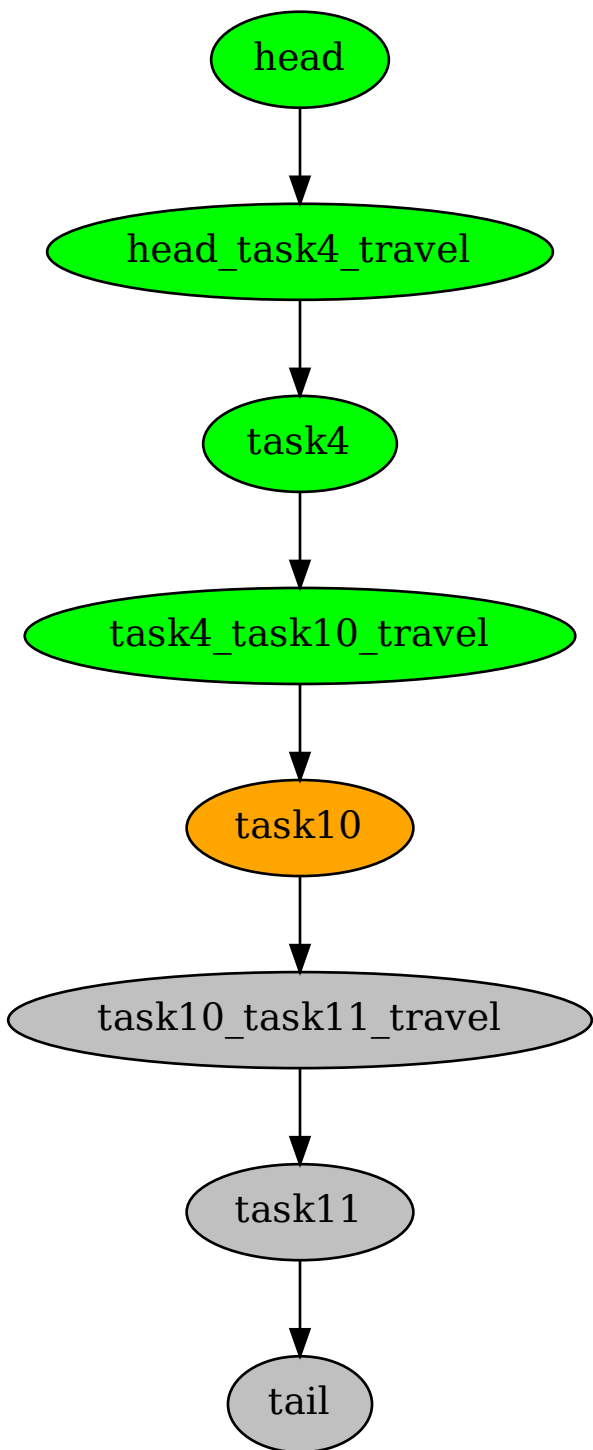 head
head_task4_travel
task4
task4_task10_travel
task10
task10_task11_travel
task11
tail